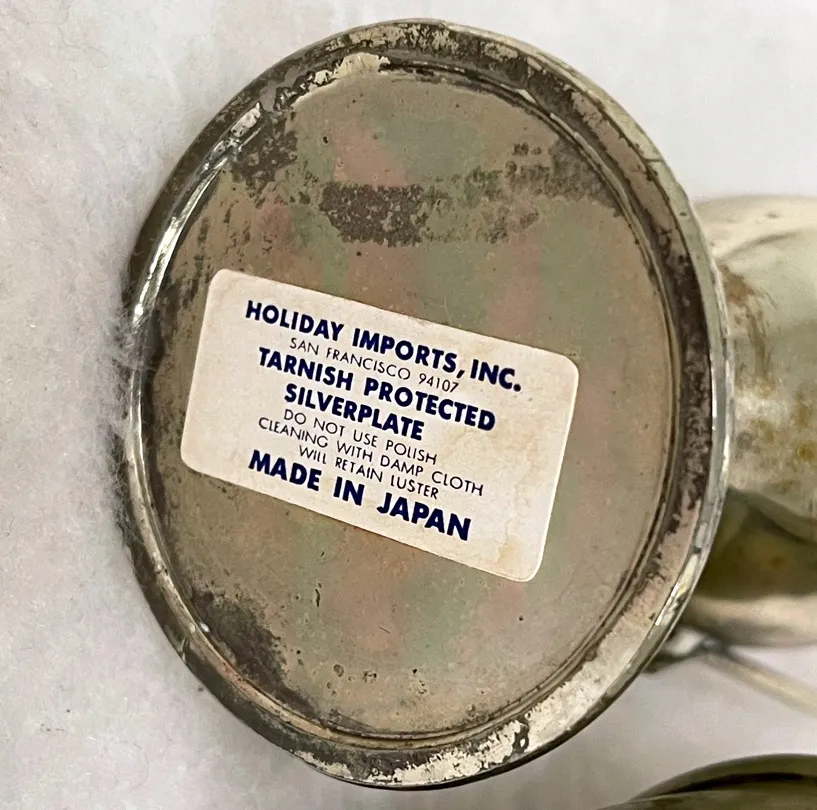 HOLIDAY IMPORTS, INC.
SAN FRANCISCO 94107
TARNISH PROTECTED
SILVERPLATE
DO NOT USE POLISH
CLEANING WITH DAMP CLOTH
WILL RETAIN LUSTER
MADE IN JAPAN